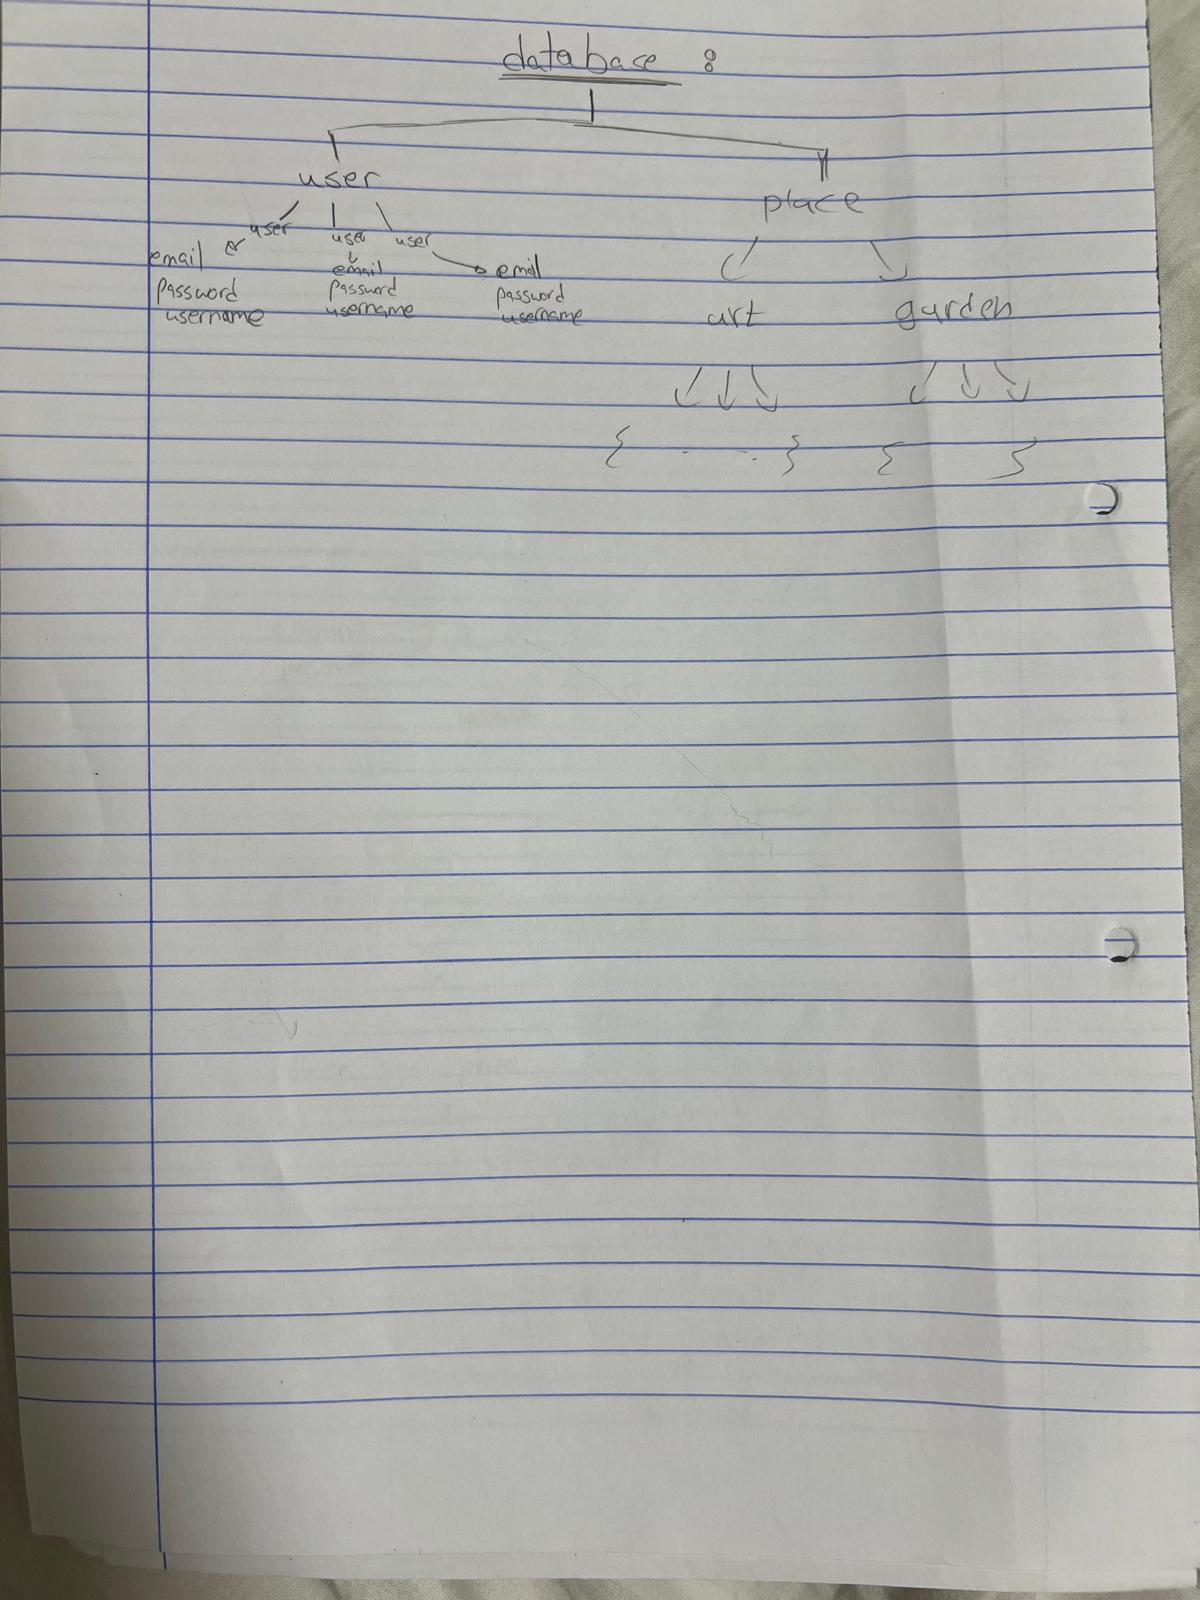 database :
user
place
user user user
email email email
password password password
username username username
art garden
{ . . . } { }